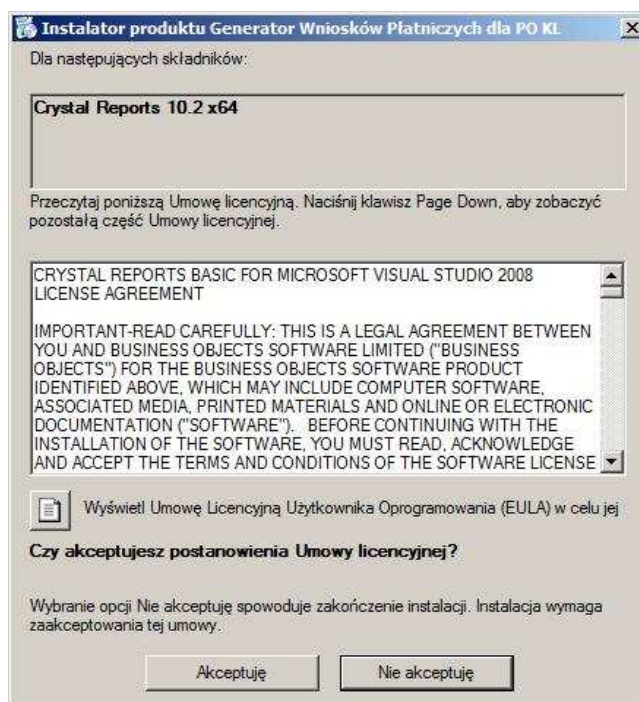 Instalator produktu Generator Wniosków Płatniczych dla PO KL
Dla następujących składników:
Crystal Reports 10.2 x64
Przeczytaj poniższą Umowę licencyjną. Naciśnij klawisz Page Down, aby zobaczyć
pozostałą część Umowy licencyjnej.
CRYSTAL REPORTS BASIC FOR MICROSOFT VISUAL STUDIO 2008
LICENSE AGREEMENT
IMPORTANT-READ CAREFULLY: THIS IS A LEGAL AGREEMENT BETWEEN
YOU AND BUSINESS OBJECTS SOFTWARE LIMITED ("BUSINESS
OBJECTS") FOR THE BUSINESS OBJECTS SOFTWARE PRODUCT
IDENTIFIED ABOVE, WHICH MAY INCLUDE COMPUTER SOFTWARE,
ASSOCIATED MEDIA, PRINTED MATERIALS AND ONLINE OR ELECTRONIC
DOCUMENTATION ("SOFTWARE"). BEFORE CONTINUING WITH THE
INSTALLATION OF THE SOFTWARE, YOU MUST READ, ACKNOWLEDGE
AND ACCEPT THE TERMS AND CONDITIONS OF THE SOFTWARE LICENSE
Wyświetl Umowę Licencyjną Użytkownika Oprogramowania (EULA) w celu jej
Czy akceptujesz postanowienia Umowy licencyjnej?
Wybranie opcji Nie akceptuję spowoduje zakończenie instalacji. Instalacja wymaga
zaakceptowania tej umowy.
Akceptuję Nie akceptuję